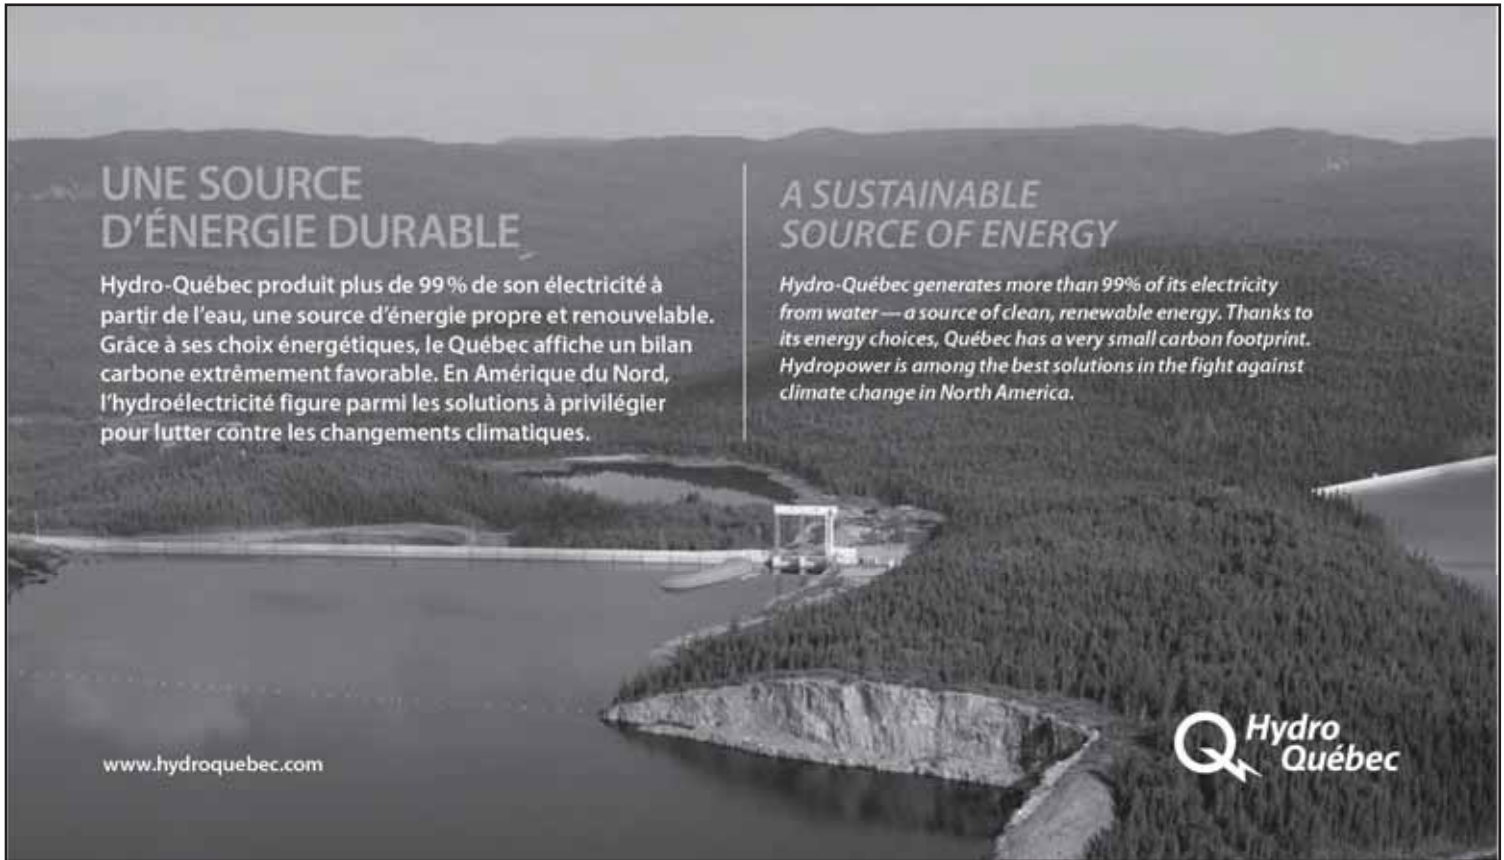 UNE SOURCE
D'ÉNERGIE DURABLE
Hydro-Québec produit plus de 99 % de son électricité à
partir de l'eau, une source d'énergie propre et renouvelable.
Grâce à ses choix énergétiques, le Québec affiche un bilan
carbone extrêmement favorable. En Amérique du Nord,
l'hydroélectricité figure parmi les solutions à privilégier
pour lutter contre les changements climatiques.
A SUSTAINABLE
SOURCE OF ENERGY
Hydro-Québec generates more than 99% of its electricity
from water — a source of clean, renewable energy. Thanks to
its energy choices, Québec has a very small carbon footprint.
Hydropower is among the best solutions in the fight against
climate change in North America.
www.hydroquebec.com
Hydro
Québec